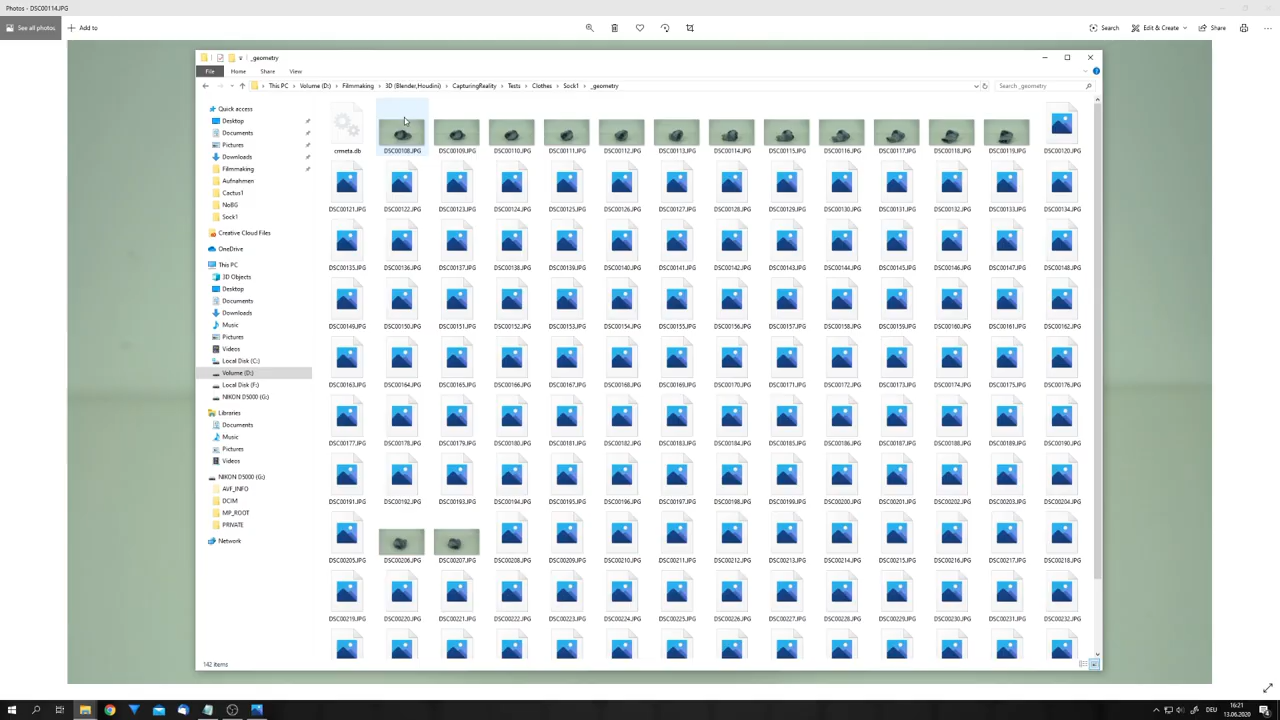 Photos - DSC00114.JPG
See all photos
Add to
Search
Edit & Create
Share
_geometry
File
Home
Share
View
This PC
Volume (D:)
Filmmaking
3D (Blender,Houdini)
CapturingReality
Tests
Clothes
Sock1
_geometry
Search _geometry
Quick access
Desktop
Documents
Pictures
Downloads
Filmmaking
Aufnahmen
Cactus1
NoBG
Sock1
Creative Cloud Files
OneDrive
This PC
3D Objects
Desktop
Documents
Downloads
Music
Pictures
Videos
Local Disk (C:)
Volume (D:)
Local Disk (F:)
NIKON D5000 (G:)
Libraries
Documents
Music
Pictures
Videos
NIKON D5000 (G:)
AVF_INFO
DCIM
MP_ROOT
PRIVATE
Network
crmeta.db DSC00108.JPG DSC00109.JPG DSC00110.JPG DSC00111.JPG DSC00112.JPG DSC00113.JPG DSC00114.JPG DSC00115.JPG DSC00116.JPG DSC00117.JPG DSC00118.JPG DSC00119.JPG DSC00120.JPG
DSC00121.JPG DSC00122.JPG DSC00123.JPG DSC00124.JPG DSC00125.JPG DSC00126.JPG DSC00127.JPG DSC00128.JPG DSC00129.JPG DSC00130.JPG DSC00131.JPG DSC00132.JPG DSC00133.JPG DSC00134.JPG
DSC00135.JPG DSC00136.JPG DSC00137.JPG DSC00138.JPG DSC00139.JPG DSC00140.JPG DSC00141.JPG DSC00142.JPG DSC00143.JPG DSC00144.JPG DSC00145.JPG DSC00146.JPG DSC00147.JPG DSC00148.JPG
DSC00149.JPG DSC00150.JPG DSC00151.JPG DSC00152.JPG DSC00153.JPG DSC00154.JPG DSC00155.JPG DSC00156.JPG DSC00157.JPG DSC00158.JPG DSC00159.JPG DSC00160.JPG DSC00161.JPG DSC00162.JPG
DSC00163.JPG DSC00164.JPG DSC00165.JPG DSC00166.JPG DSC00167.JPG DSC00168.JPG DSC00169.JPG DSC00170.JPG DSC00171.JPG DSC00172.JPG DSC00173.JPG DSC00174.JPG DSC00175.JPG DSC00176.JPG
DSC00177.JPG DSC00178.JPG DSC00179.JPG DSC00180.JPG DSC00181.JPG DSC00182.JPG DSC00183.JPG DSC00184.JPG DSC00185.JPG DSC00186.JPG DSC00187.JPG DSC00188.JPG DSC00189.JPG DSC00190.JPG
DSC00191.JPG DSC00192.JPG DSC00193.JPG DSC00194.JPG DSC00195.JPG DSC00196.JPG DSC00197.JPG DSC00198.JPG DSC00199.JPG DSC00200.JPG DSC00201.JPG DSC00202.JPG DSC00203.JPG DSC00204.JPG
DSC00205.JPG DSC00206.JPG DSC00207.JPG DSC00208.JPG DSC00209.JPG DSC00210.JPG DSC00211.JPG DSC00212.JPG DSC00213.JPG DSC00214.JPG DSC00215.JPG DSC00216.JPG DSC00217.JPG DSC00218.JPG
DSC00219.JPG DSC00220.JPG DSC00221.JPG DSC00222.JPG DSC00223.JPG DSC00224.JPG DSC00225.JPG DSC00226.JPG DSC00227.JPG DSC00228.JPG DSC00229.JPG DSC00230.JPG DSC00231.JPG DSC00232.JPG
142 items
DEU
16:21
13.06.2020